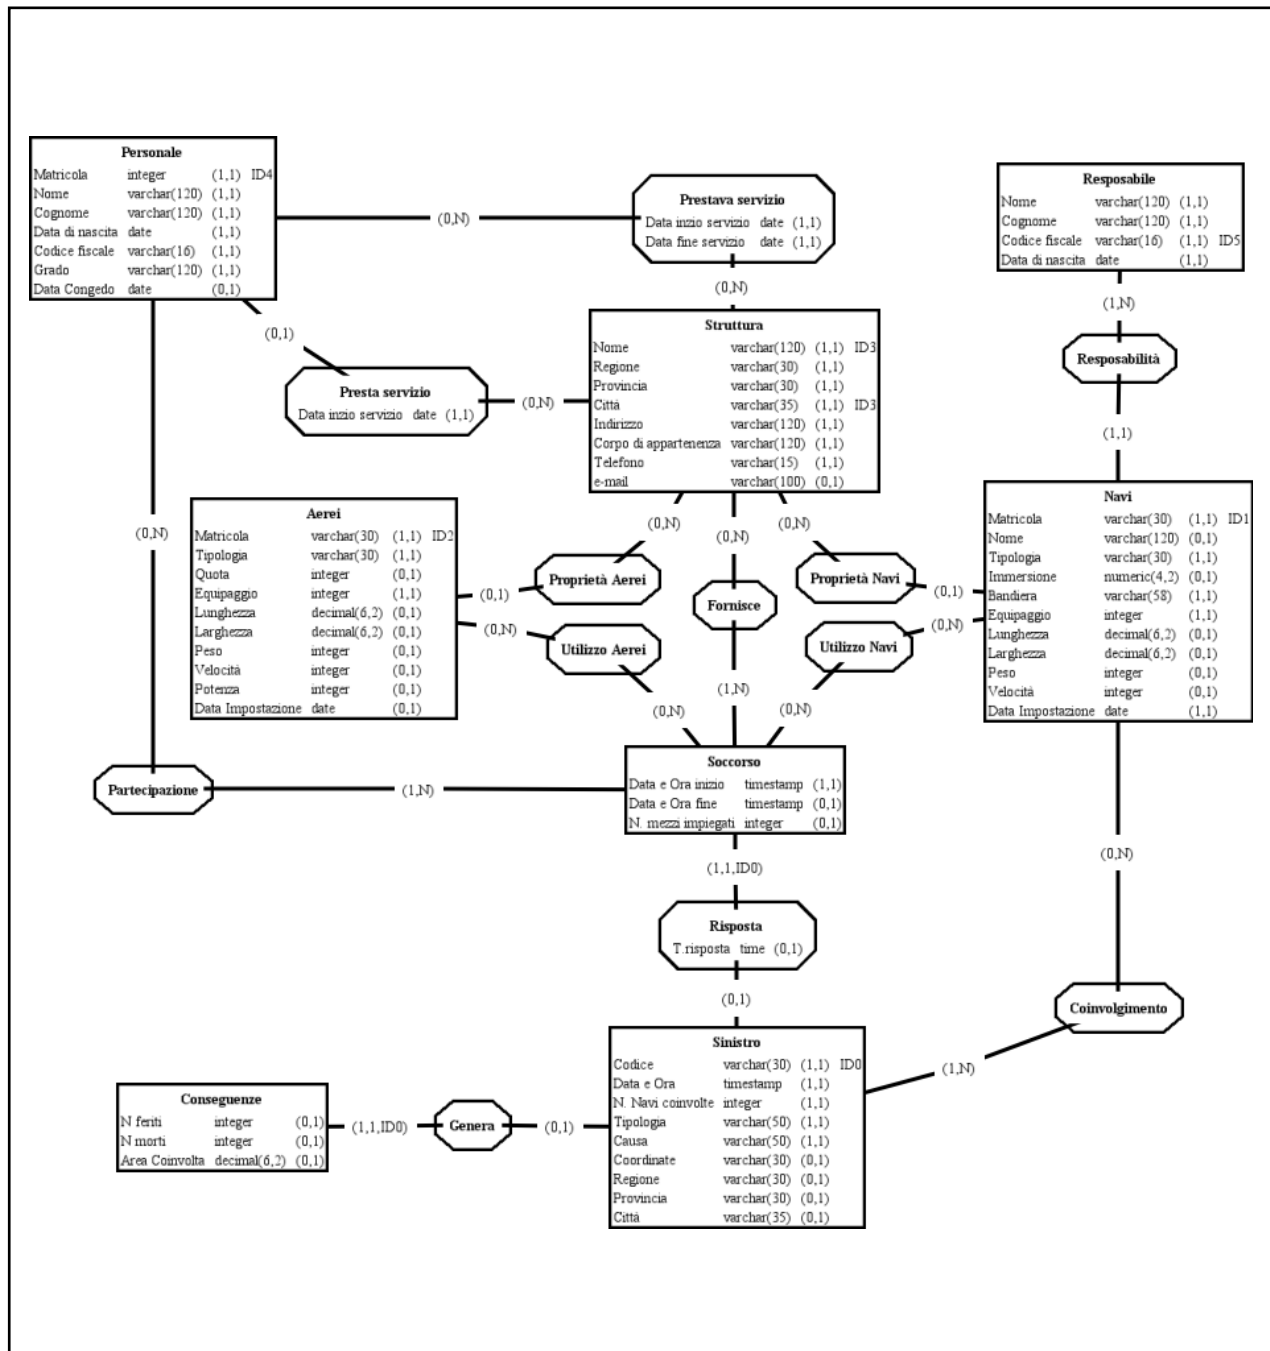 Personale
Matricola integer (1,1) ID4
Nome varchar(120) (1,1)
Cognome varchar(120) (1,1)
Data di nascita date (1,1)
Codice fiscale varchar(16) (1,1)
Grado varchar(120) (1,1)
Data Congedo date (0,1)
(0,N)
Prestava servizio
Data inzio servizio date (1,1)
Data fine servizio date (1,1)
Resposabile
Nome varchar(120) (1,1)
Cognome varchar(120) (1,1)
Codice fiscale varchar(16) (1,1) ID5
Data di nascita date (1,1)
(0,N)
(1,N)
(0,1)
Resposabilità
Presta servizio
Data inzio servizio date (1,1)
(0,N)
Struttura
Nome varchar(120) (1,1) ID3
Regione varchar(30) (1,1)
Provincia varchar(30) (1,1)
Città varchar(35) (1,1) ID3
Indirizzo varchar(120) (1,1)
Corpo di appartenenza varchar(120) (1,1)
Telefono varchar(15) (1,1)
e-mail varchar(100) (0,1)
(1,1)
(0,N)
Aerei
Matricola varchar(30) (1,1) ID2
Tipologia varchar(30) (1,1)
Quota integer (0,1)
Equipaggio integer (1,1)
Lunghezza decimal(6,2) (0,1)
Larghezza decimal(6,2) (0,1)
Peso integer (0,1)
Velocità integer (0,1)
Potenza integer (0,1)
Data Impostazione date (0,1)
(0,N)
(0,N)
(0,N)
Proprietà Aerei
(0,1)
Fornisce
Proprietà Navi
(0,1)
(0,N)
Utilizzo Aerei
Utilizzo Navi
(0,N)
Navi
Matricola varchar(30) (1,1) ID1
Nome varchar(120) (0,1)
Tipologia varchar(30) (1,1)
Immersione numeric(4,2) (0,1)
Bandiera varchar(58) (1,1)
Equipaggio integer (1,1)
Lunghezza decimal(6,2) (0,1)
Larghezza decimal(6,2) (0,1)
Peso integer (0,1)
Velocità integer (0,1)
Data Impostazione date (1,1)
(0,N)
(1,N)
(0,N)
Partecipazione
(1,N)
Soccorso
Data e Ora inizio timestamp (1,1)
Data e Ora fine timestamp (0,1)
N. mezzi impiegati integer (0,1)
(1,1,ID0)
(0,N)
Risposta
T.risposta time (0,1)
(0,1)
Coinvolgimento
(1,N)
Sinistro
Codice varchar(30) (1,1) ID0
Data e Ora timestamp (1,1)
N. Navi coinvolte integer (1,1)
Tipologia varchar(50) (1,1)
Causa varchar(50) (1,1)
Coordinate varchar(30) (0,1)
Regione varchar(30) (0,1)
Provincia varchar(30) (0,1)
Città varchar(35) (0,1)
Conseguenze
N feriti integer (0,1)
N morti integer (0,1)
Area Coinvolta decimal(6,2) (0,1)
(1,1,ID0)
Genera
(0,1)